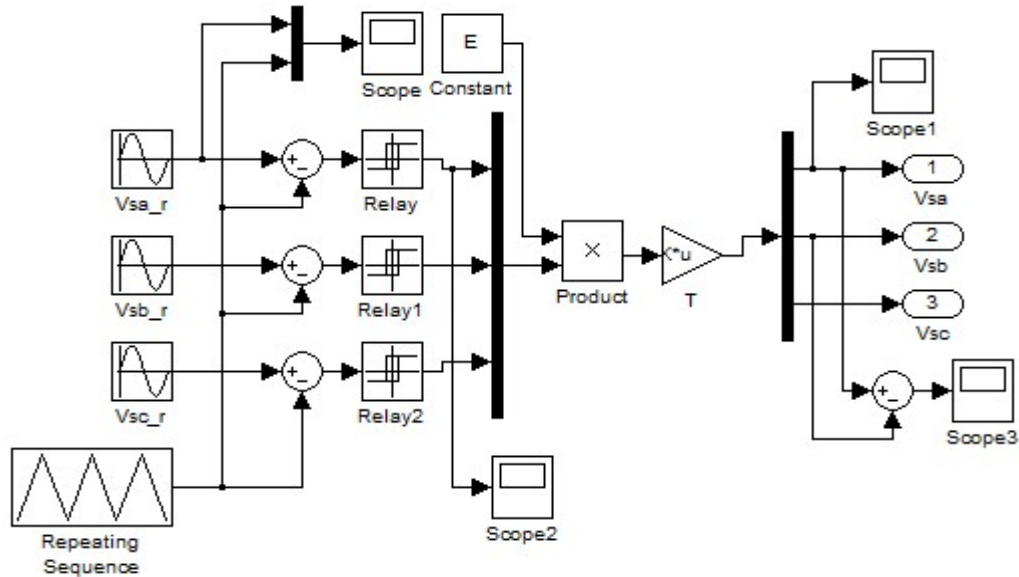 E
Scope
Constant
Scope1
Vsa_r
+
-
Relay
1
Vsa
Vsb_r
+
-
Relay1
×
Product
K*u
T
2
Vsb
3
Vsc
Vsc_r
+
-
Relay2
+
-
Scope3
Repeating
Sequence
Scope2